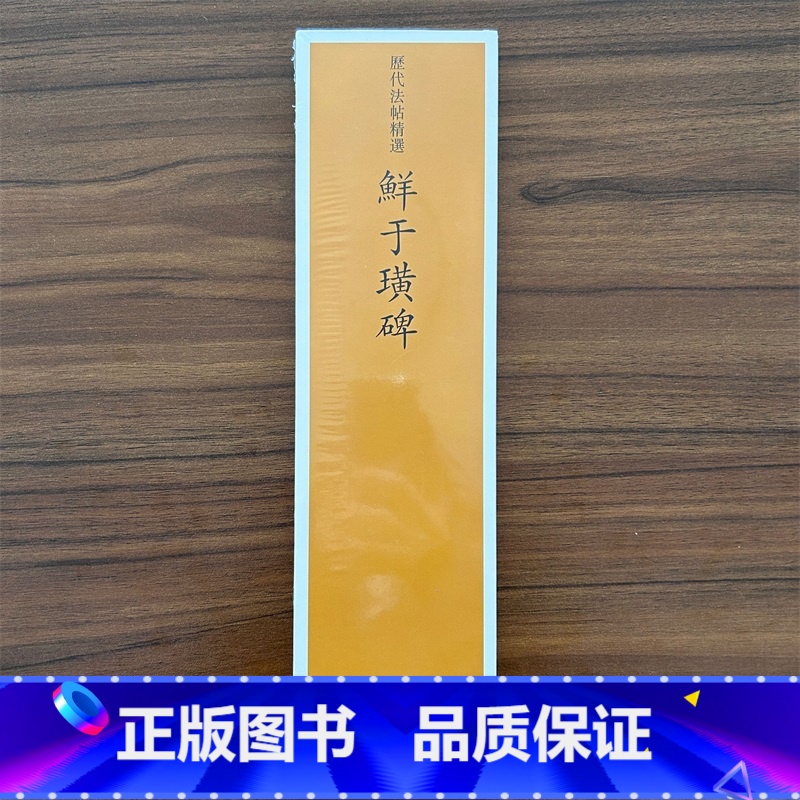 歷代法帖精選
鮮于璜碑
正版图书 品质保证